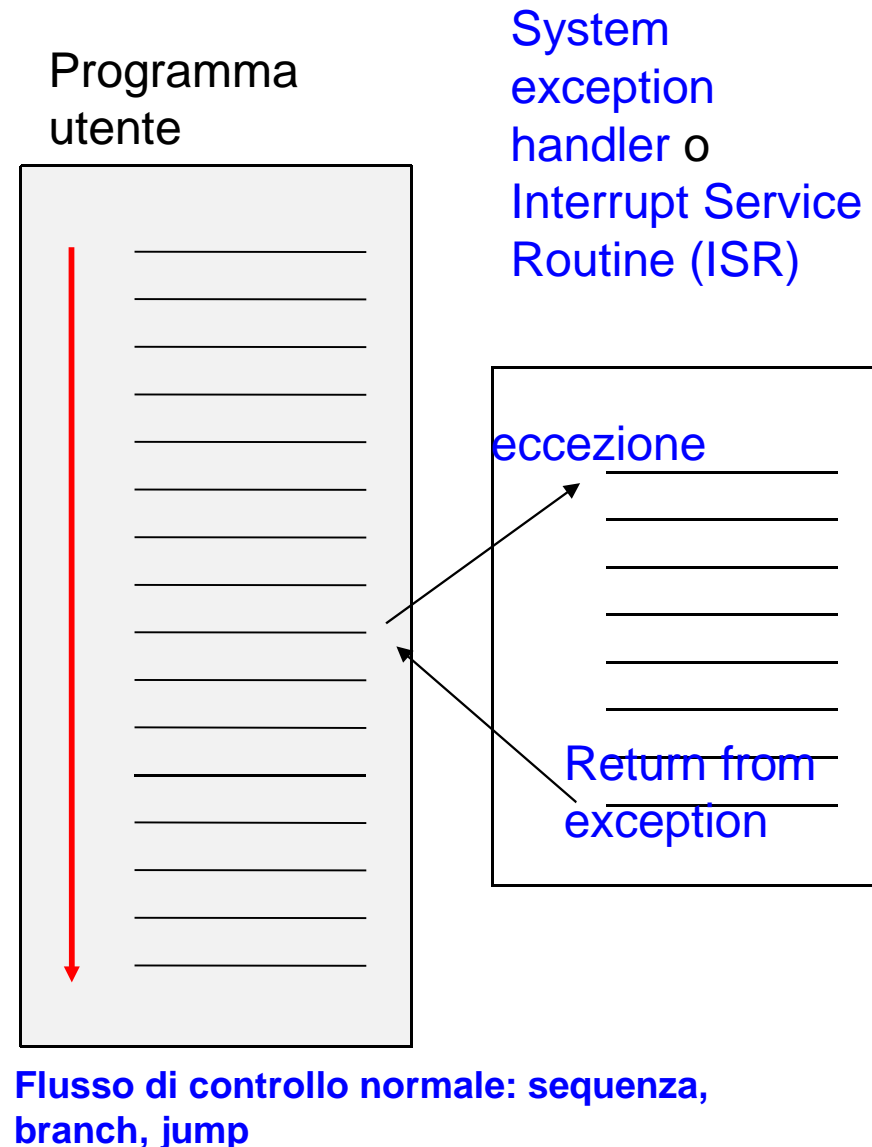 Programma
utente
System
exception
handler o
Interrupt Service
Routine (ISR)
eccezione
Return from
exception
Flusso di controllo normale: sequenza,
branch, jump